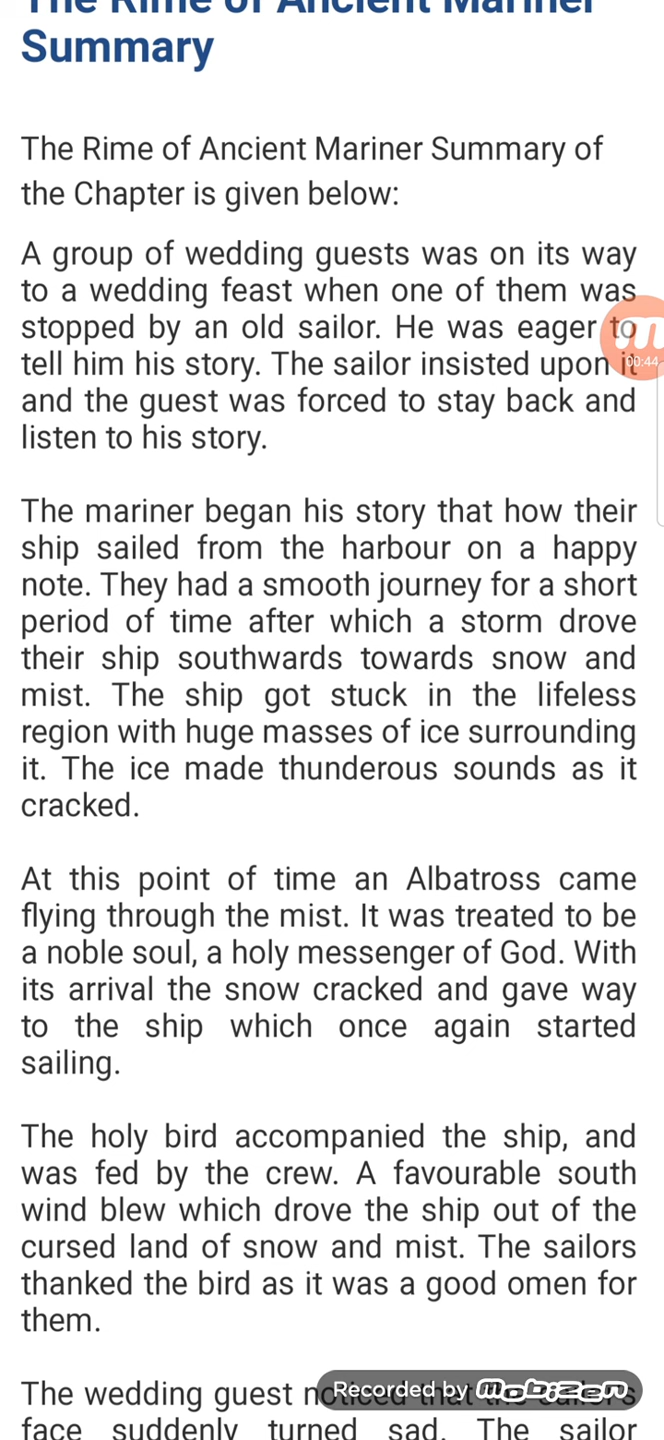 The Rime of Ancient Mariner
Summary
The Rime of Ancient Mariner Summary of
the Chapter is given below:
A group of wedding guests was on its way
to a wedding feast when one of them was
stopped by an old sailor. He was eager to
tell him his story. The sailor insisted upon it
00:44
and the guest was forced to stay back and
listen to his story.
The mariner began his story that how their
ship sailed from the harbour on a happy
note. They had a smooth journey for a short
period of time after which a storm drove
their ship southwards towards snow and
mist. The ship got stuck in the lifeless
region with huge masses of ice surrounding
it. The ice made thunderous sounds as it
cracked.
At this point of time an Albatross came
flying through the mist. It was treated to be
a noble soul, a holy messenger of God. With
its arrival the snow cracked and gave way
to the ship which once again started
sailing.
The holy bird accompanied the ship, and
was fed by the crew. A favourable south
wind blew which drove the ship out of the
cursed land of snow and mist. The sailors
thanked the bird as it was a good omen for
them.
The wedding guest noticed that the sailor's
Recorded by mobizen
face suddenly turned sad. The sailor